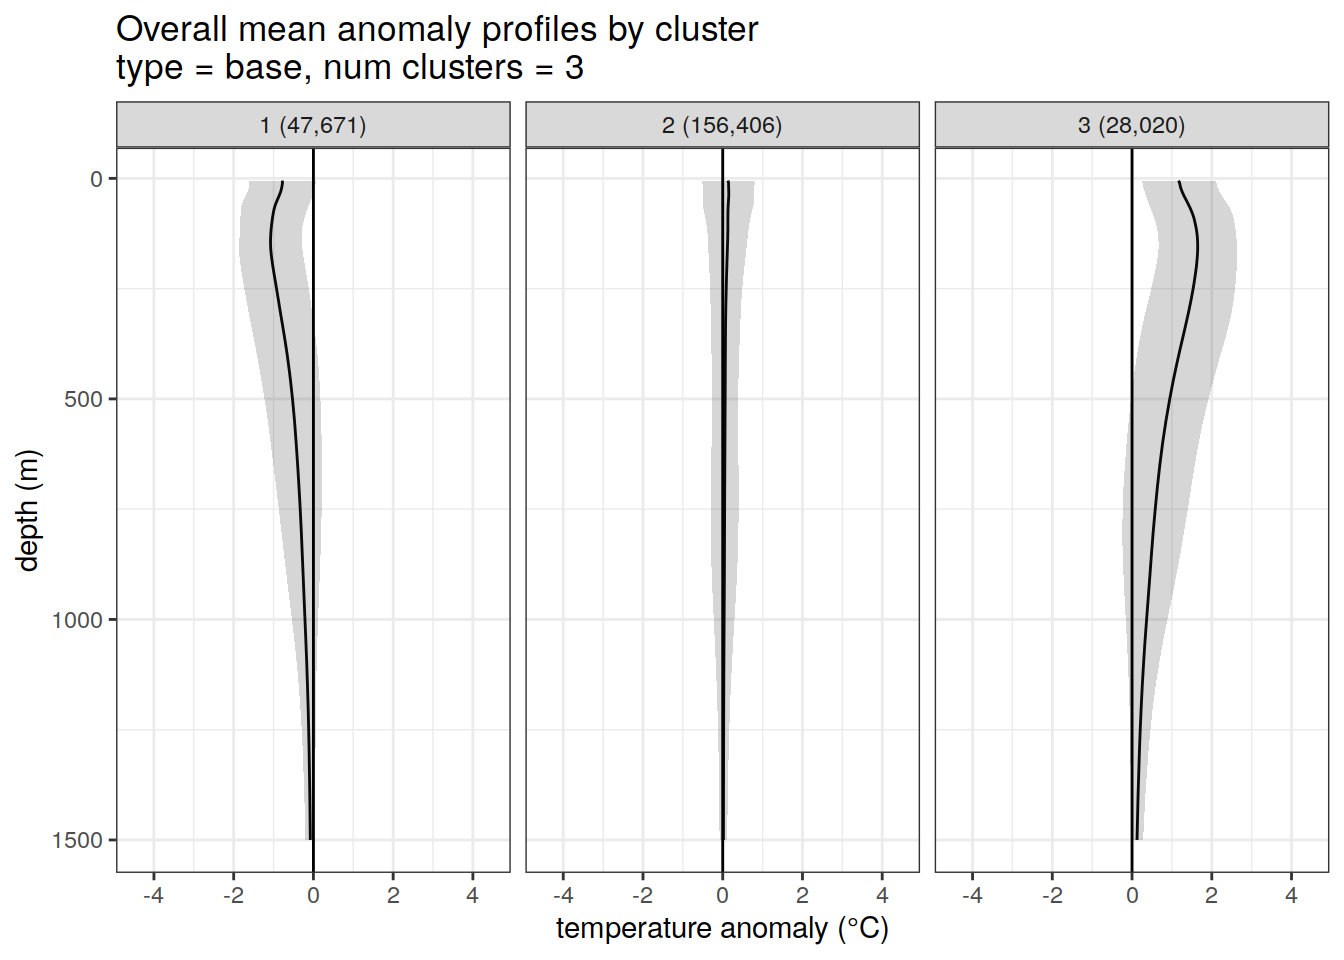 Overall mean anomaly profiles by cluster
type = base, num clusters = 3
1 (47,671)
2 (156,406)
3 (28,020)
0
500
1000
1500
depth (m)
-4 -2 0 2 4
-4 -2 0 2 4
-4 -2 0 2 4
temperature anomaly (°C)